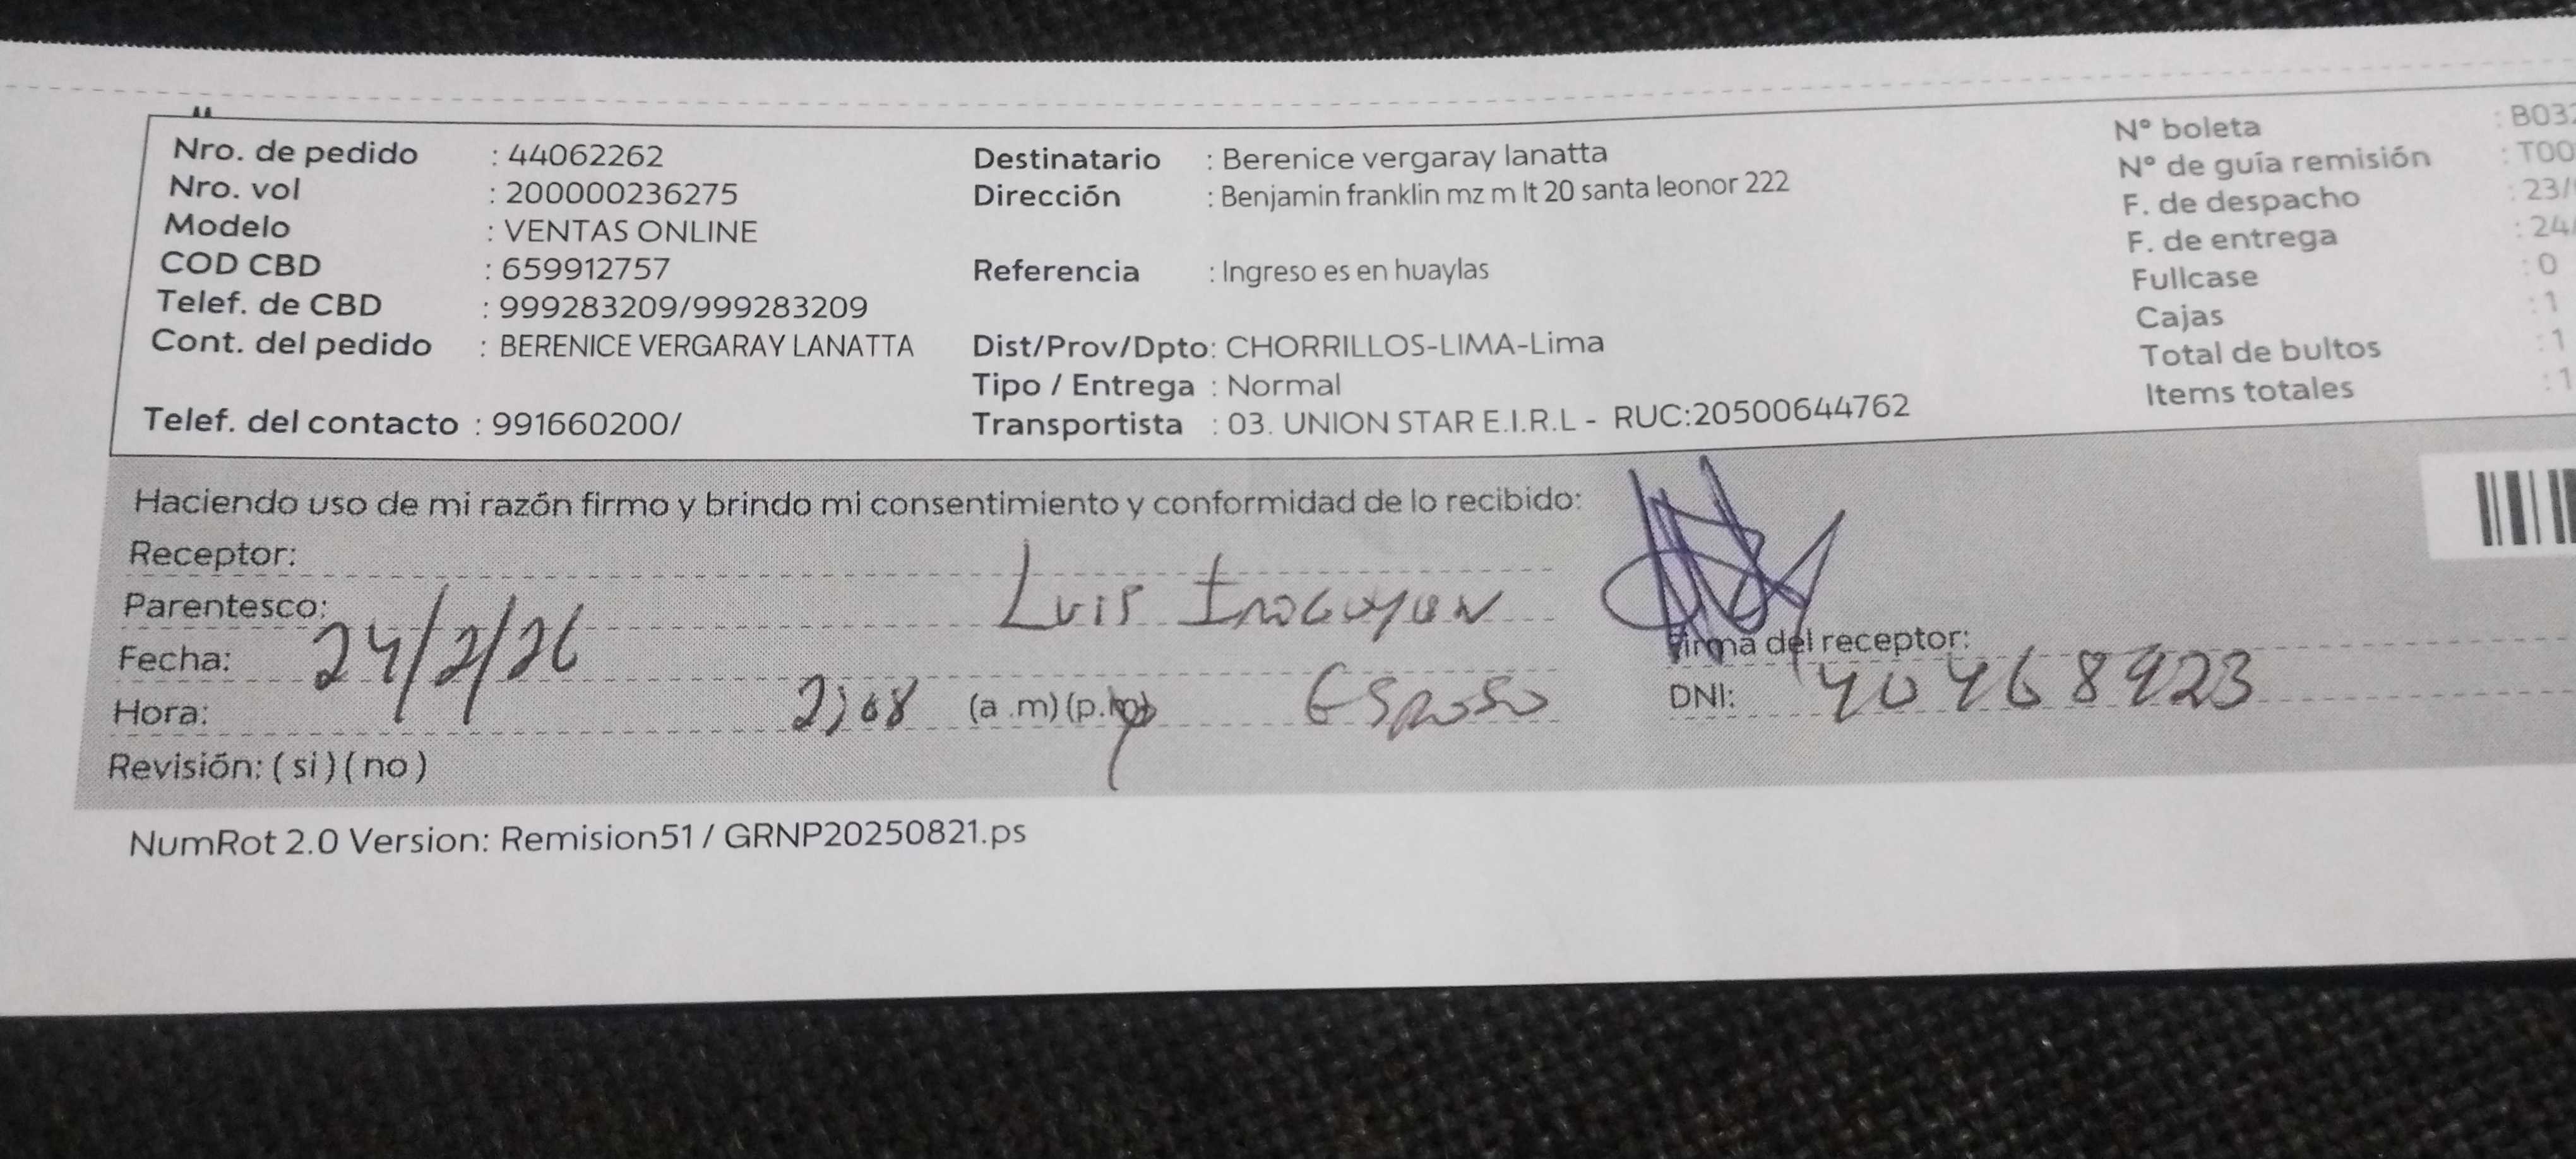 Nro. de pedido : 44062262
Nro. vol : 200000236275
Modelo : VENTAS ONLINE
COD CBD : 659912757
Telef. de CBD : 999283209/999283209
Cont. del pedido : BERENICE VERGARAY LANATTA
Telef. del contacto : 991660200/
Destinatario : Berenice vergaray lanatta
Dirección : Benjamin franklin mz m lt 20 santa leonor 222
Referencia : Ingreso es en huaylas
Dist/Prov/Dpto: CHORRILLOS-LIMA-Lima
Tipo / Entrega : Normal
Transportista : 03. UNION STAR E.I.R.L - RUC:20500644762
N° boleta : B03
N° de guía remisión : T00
F. de despacho : 23/
F. de entrega : 24/
Fullcase : 0
Cajas : 1
Total de bultos : 1
Items totales : 1
Haciendo uso de mi razón firmo y brindo mi consentimiento y conformidad de lo recibido:
Receptor:
Luis
Parentesco:
Fecha: 24/2/26
Hora: 2:08 (a .m)(p.m) Esposo
Revisión: ( si ) ( no )
Firma del receptor:
DNI: 40468923
NumRot 2.0 Version: Remision51 / GRNP20250821.ps